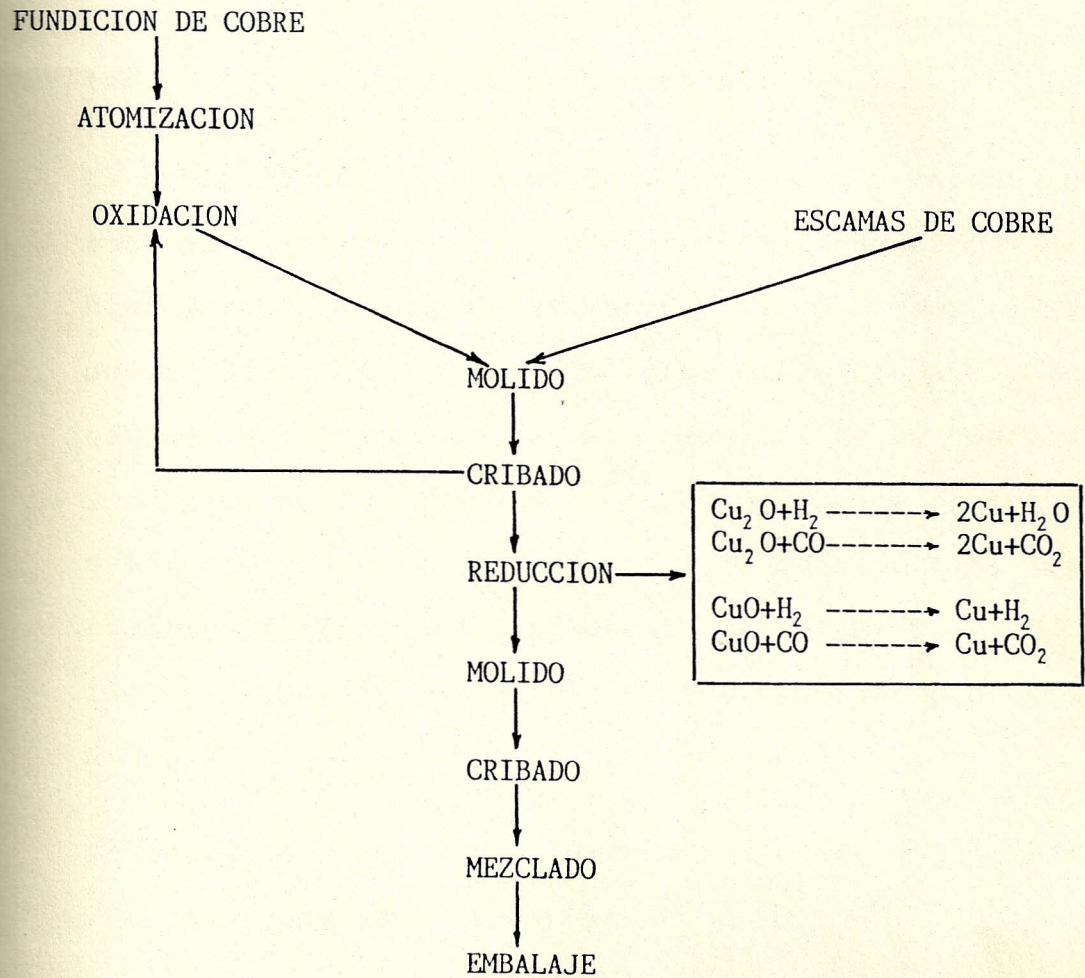 FUNDICION DE COBRE
ATOMIZACION
OXIDACION
ESCAMAS DE COBRE
MOLIDO
CRIBADO
REDUCCION
Cu₂ O+H₂ -------→ 2Cu+H₂ O
Cu₂ O+CO-------→ 2Cu+CO₂
CuO+H₂ -------→ Cu+H₂
CuO+CO -------→ Cu+CO₂
MOLIDO
CRIBADO
MEZCLADO
EMBALAJE